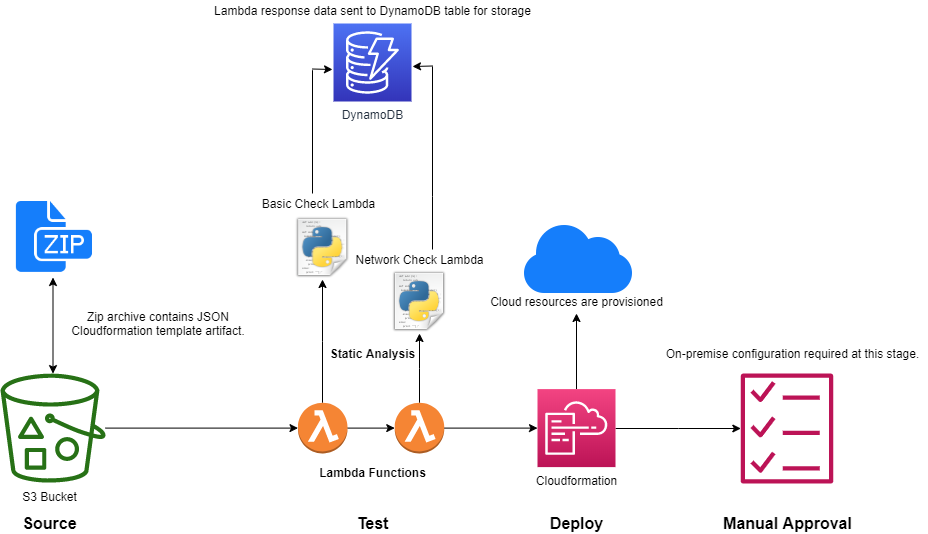 Lambda response data sent to DynamoDB table for storage
DynamoDB
Basic Check Lambda
ZIP
Network Check Lambda
Cloud resources are provisioned
Zip archive contains JSON
Cloudformation template artifact.
Static Analysis
On-premise configuration required at this stage.
Lambda Functions
Cloudformation
S3 Bucket
Source
Test
Deploy
Manual Approval